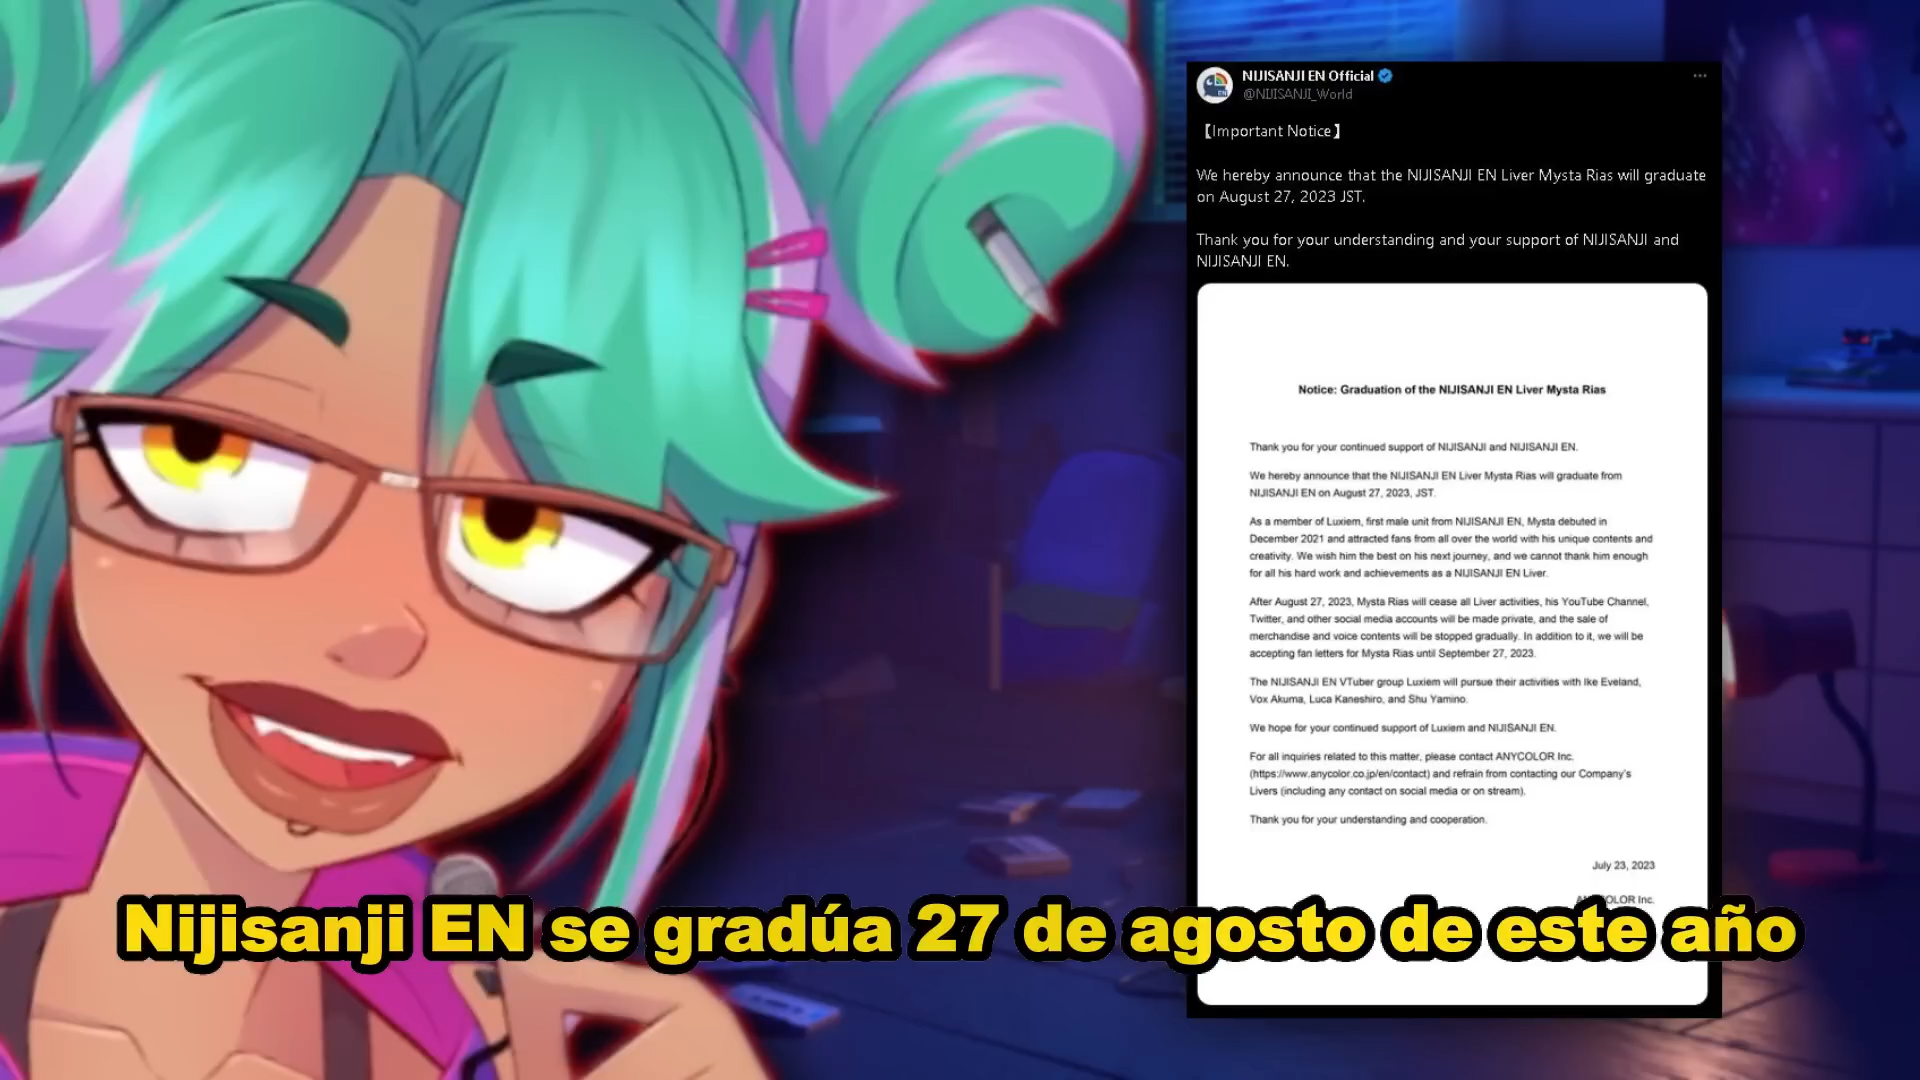 NIJISANJI EN Official
@NIJISANJI_World
【Important Notice】
We hereby announce that the NIJISANJI EN Liver Mysta Rias will graduate
on August 27, 2023 JST.
Thank you for your understanding and your support of NIJISANJI and
NIJISANJI EN.
Notice: Graduation of the NIJISANJI EN Liver Mysta Rias
Thank you for your continued support of NIJISANJI and NIJISANJI EN.
We hereby announce that the NIJISANJI EN Liver Mysta Rias will graduate from
NIJISANJI EN on August 27, 2023, JST.
As a member of Luxiem, first male unit from NIJISANJI EN, Mysta debuted in
December 2021 and attracted fans from all over the world with his unique contents and
creativity. We wish him the best on his next journey, and we cannot thank him enough
for all his hard work and achievements as a NIJISANJI EN Liver.
After August 27, 2023, Mysta Rias will cease all Liver activities, his YouTube Channel,
Twitter, and other social media accounts will be made private, and the sale of
merchandise and voice contents will be stopped gradually. In addition to it, we will be
accepting fan letters for Mysta Rias until September 27, 2023.
The NIJISANJI EN VTuber group Luxiem will pursue their activities with Ike Eveland,
Vox Akuma, Luca Kaneshiro, and Shu Yamino.
We hope for your continued support of Luxiem and NIJISANJI EN.
For all inquiries related to this matter, please contact ANYCOLOR Inc.
(https://www.anycolor.co.jp/en/contact) and refrain from contacting our Company's
Livers (including any contact on social media or on stream).
Thank you for your understanding and cooperation.
July 23, 2023
Inc.
Nijisanji EN se gradúa 27 de agosto de este año